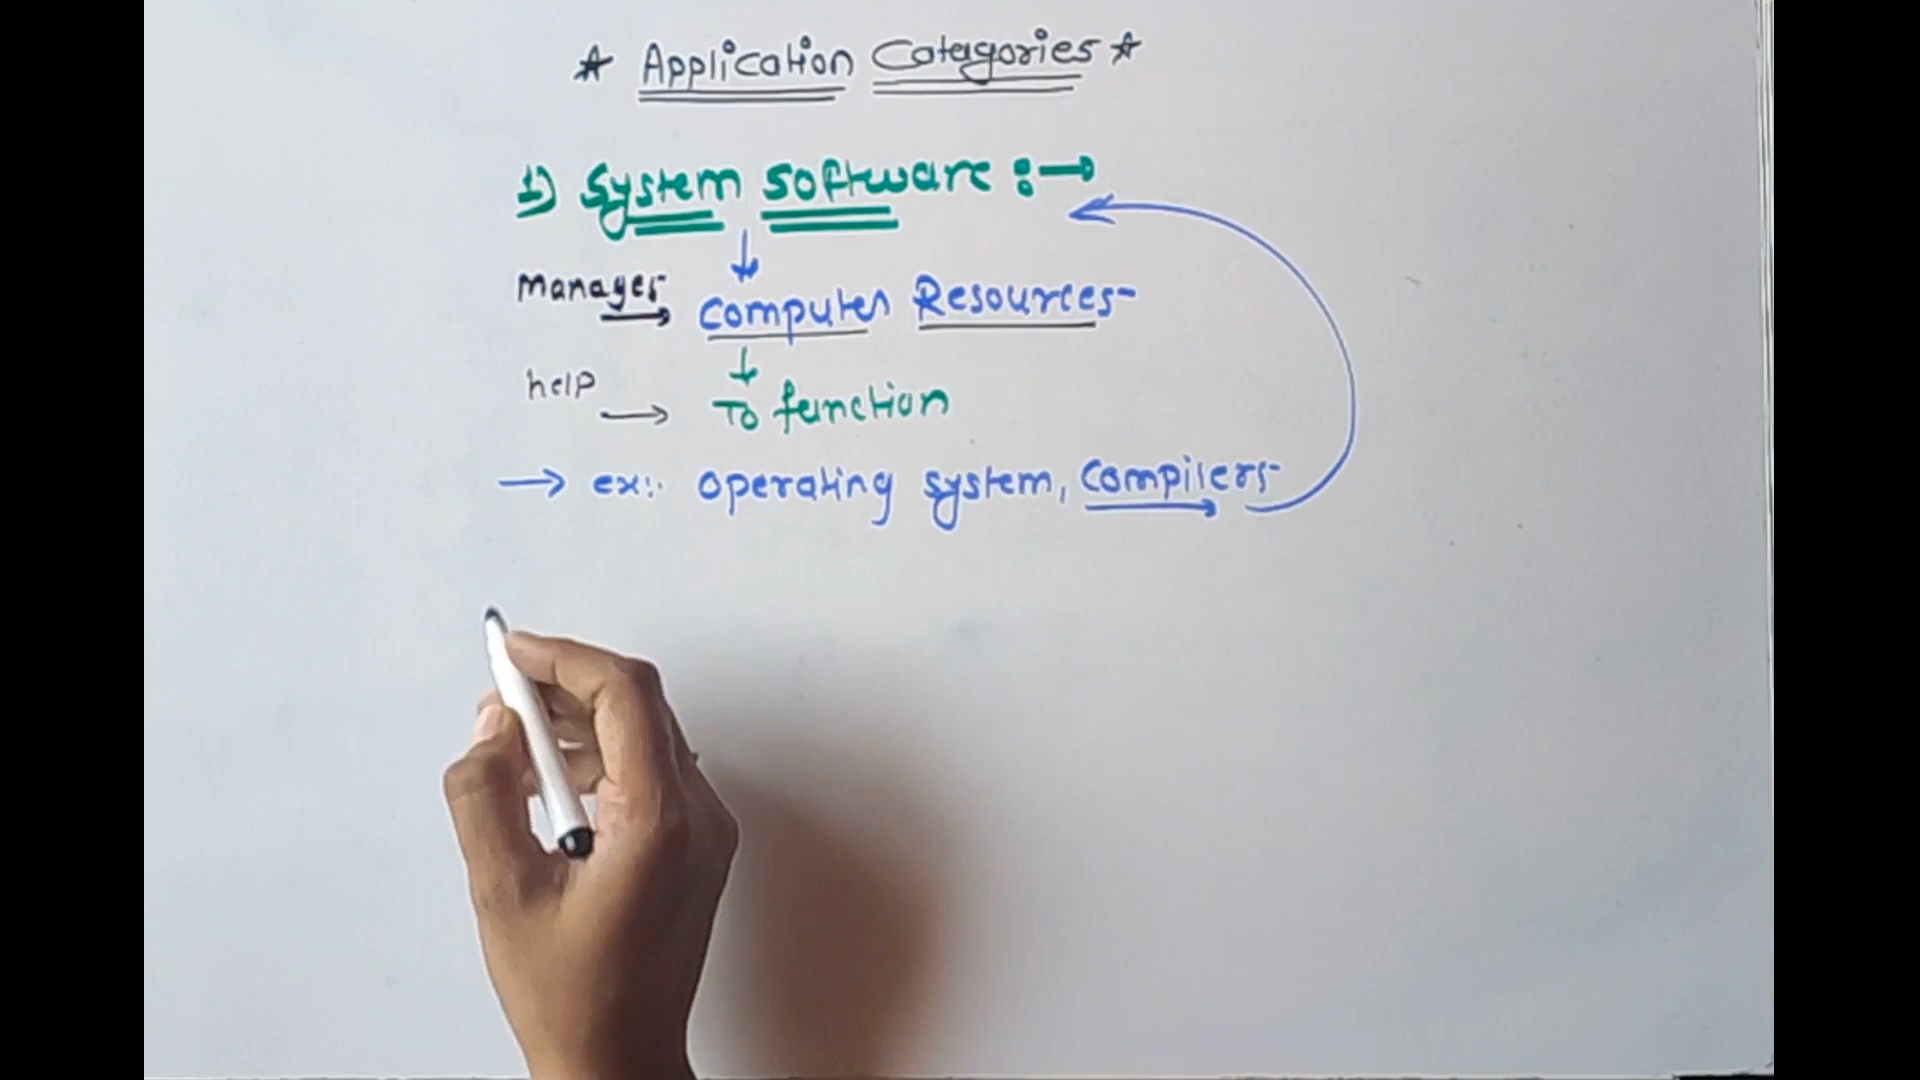 ☆ Application Catagories ☆
1) System software :→
↓
manages → Computer Resources
↓
help → To function
→ ex:. operating system, Compilers